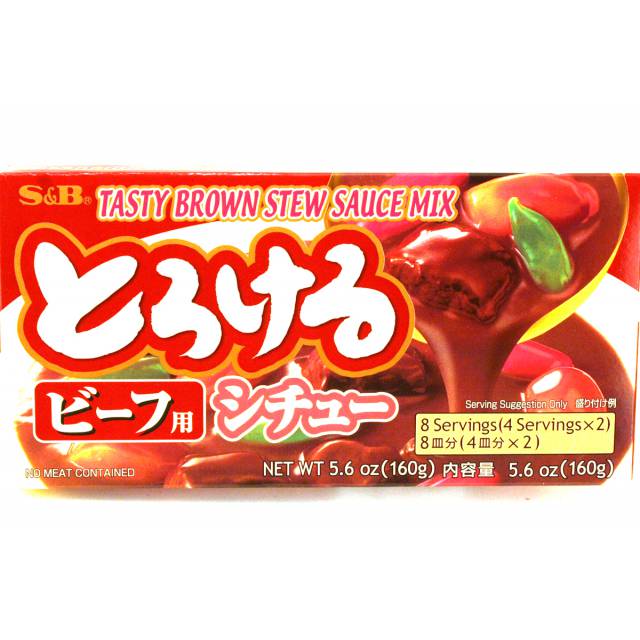 S&B® TASTY BROWN STEW SAUCE MIX
とろける
ビーフ用 シチュー
Serving Suggestion Only 盛り付け例
8 Servings(4 Servings×2)
8皿分(4皿分×2)
NO MEAT CONTAINED
NET WT 5.6 oz(160g) 内容量 5.6 oz(160g)